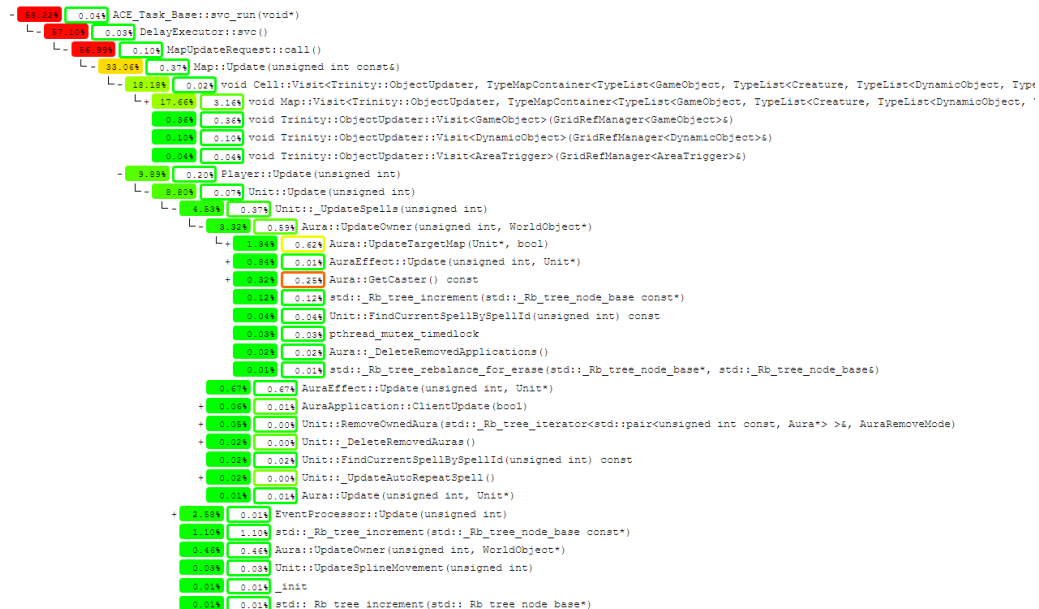 - 58.22% 0.04% ACE_Task_Base::svc_run(void*)
- 57.10% 0.03% DelayExecutor::svc()
- 56.99% 0.10% MapUpdateRequest::call()
- 33.06% 0.37% Map::Update(unsigned int const&)
- 18.18% 0.02% void Cell::Visit<Trinity::ObjectUpdater, TypeMapContainer<TypeList<GameObject, TypeList<Creature, TypeList<DynamicObject, Type
+ 17.66% 3.16% void Map::Visit<Trinity::ObjectUpdater, TypeMapContainer<TypeList<GameObject, TypeList<Creature, TypeList<DynamicObject,
0.36% 0.36% void Trinity::ObjectUpdater::Visit<GameObject>(GridRefManager<GameObject>&)
0.10% 0.10% void Trinity::ObjectUpdater::Visit<DynamicObject>(GridRefManager<DynamicObject>&)
0.04% 0.04% void Trinity::ObjectUpdater::Visit<AreaTrigger>(GridRefManager<AreaTrigger>&)
- 9.89% 0.20% Player::Update(unsigned int)
- 8.80% 0.07% Unit::Update(unsigned int)
- 4.53% 0.37% Unit::_UpdateSpells(unsigned int)
- 3.32% 0.59% Aura::UpdateOwner(unsigned int, WorldObject*)
+ 1.34% 0.62% Aura::UpdateTargetMap(Unit*, bool)
+ 0.84% 0.01% AuraEffect::Update(unsigned int, Unit*)
+ 0.32% 0.25% Aura::GetCaster() const
0.12% 0.12% std::_Rb_tree_increment(std::_Rb_tree_node_base const*)
0.04% 0.04% Unit::FindCurrentSpellBySpellId(unsigned int) const
0.03% 0.03% pthread_mutex_timedlock
0.02% 0.02% Aura::_DeleteRemovedApplications()
0.01% 0.01% std::_Rb_tree_rebalance_for_erase(std::_Rb_tree_node_base*, std::_Rb_tree_node_base&)
0.67% 0.67% AuraEffect::Update(unsigned int, Unit*)
+ 0.06% 0.01% AuraApplication::ClientUpdate(bool)
+ 0.05% 0.00% Unit::RemoveOwnedAura(std::_Rb_tree_iterator<std::pair<unsigned int const, Aura*> >&, AuraRemoveMode)
+ 0.02% 0.00% Unit::_DeleteRemovedAuras()
0.02% 0.02% Unit::FindCurrentSpellBySpellId(unsigned int) const
+ 0.02% 0.00% Unit::_UpdateAutoRepeatSpell()
0.01% 0.01% Aura::Update(unsigned int, Unit*)
+ 2.58% 0.01% EventProcessor::Update(unsigned int)
1.10% 1.10% std::_Rb_tree_increment(std::_Rb_tree_node_base const*)
0.46% 0.46% Aura::UpdateOwner(unsigned int, WorldObject*)
0.03% 0.03% Unit::UpdateSplineMovement(unsigned int)
0.01% 0.01% _init
0.01% 0.01% std::_Rb_tree_increment(std::_Rb_tree_node_base*)